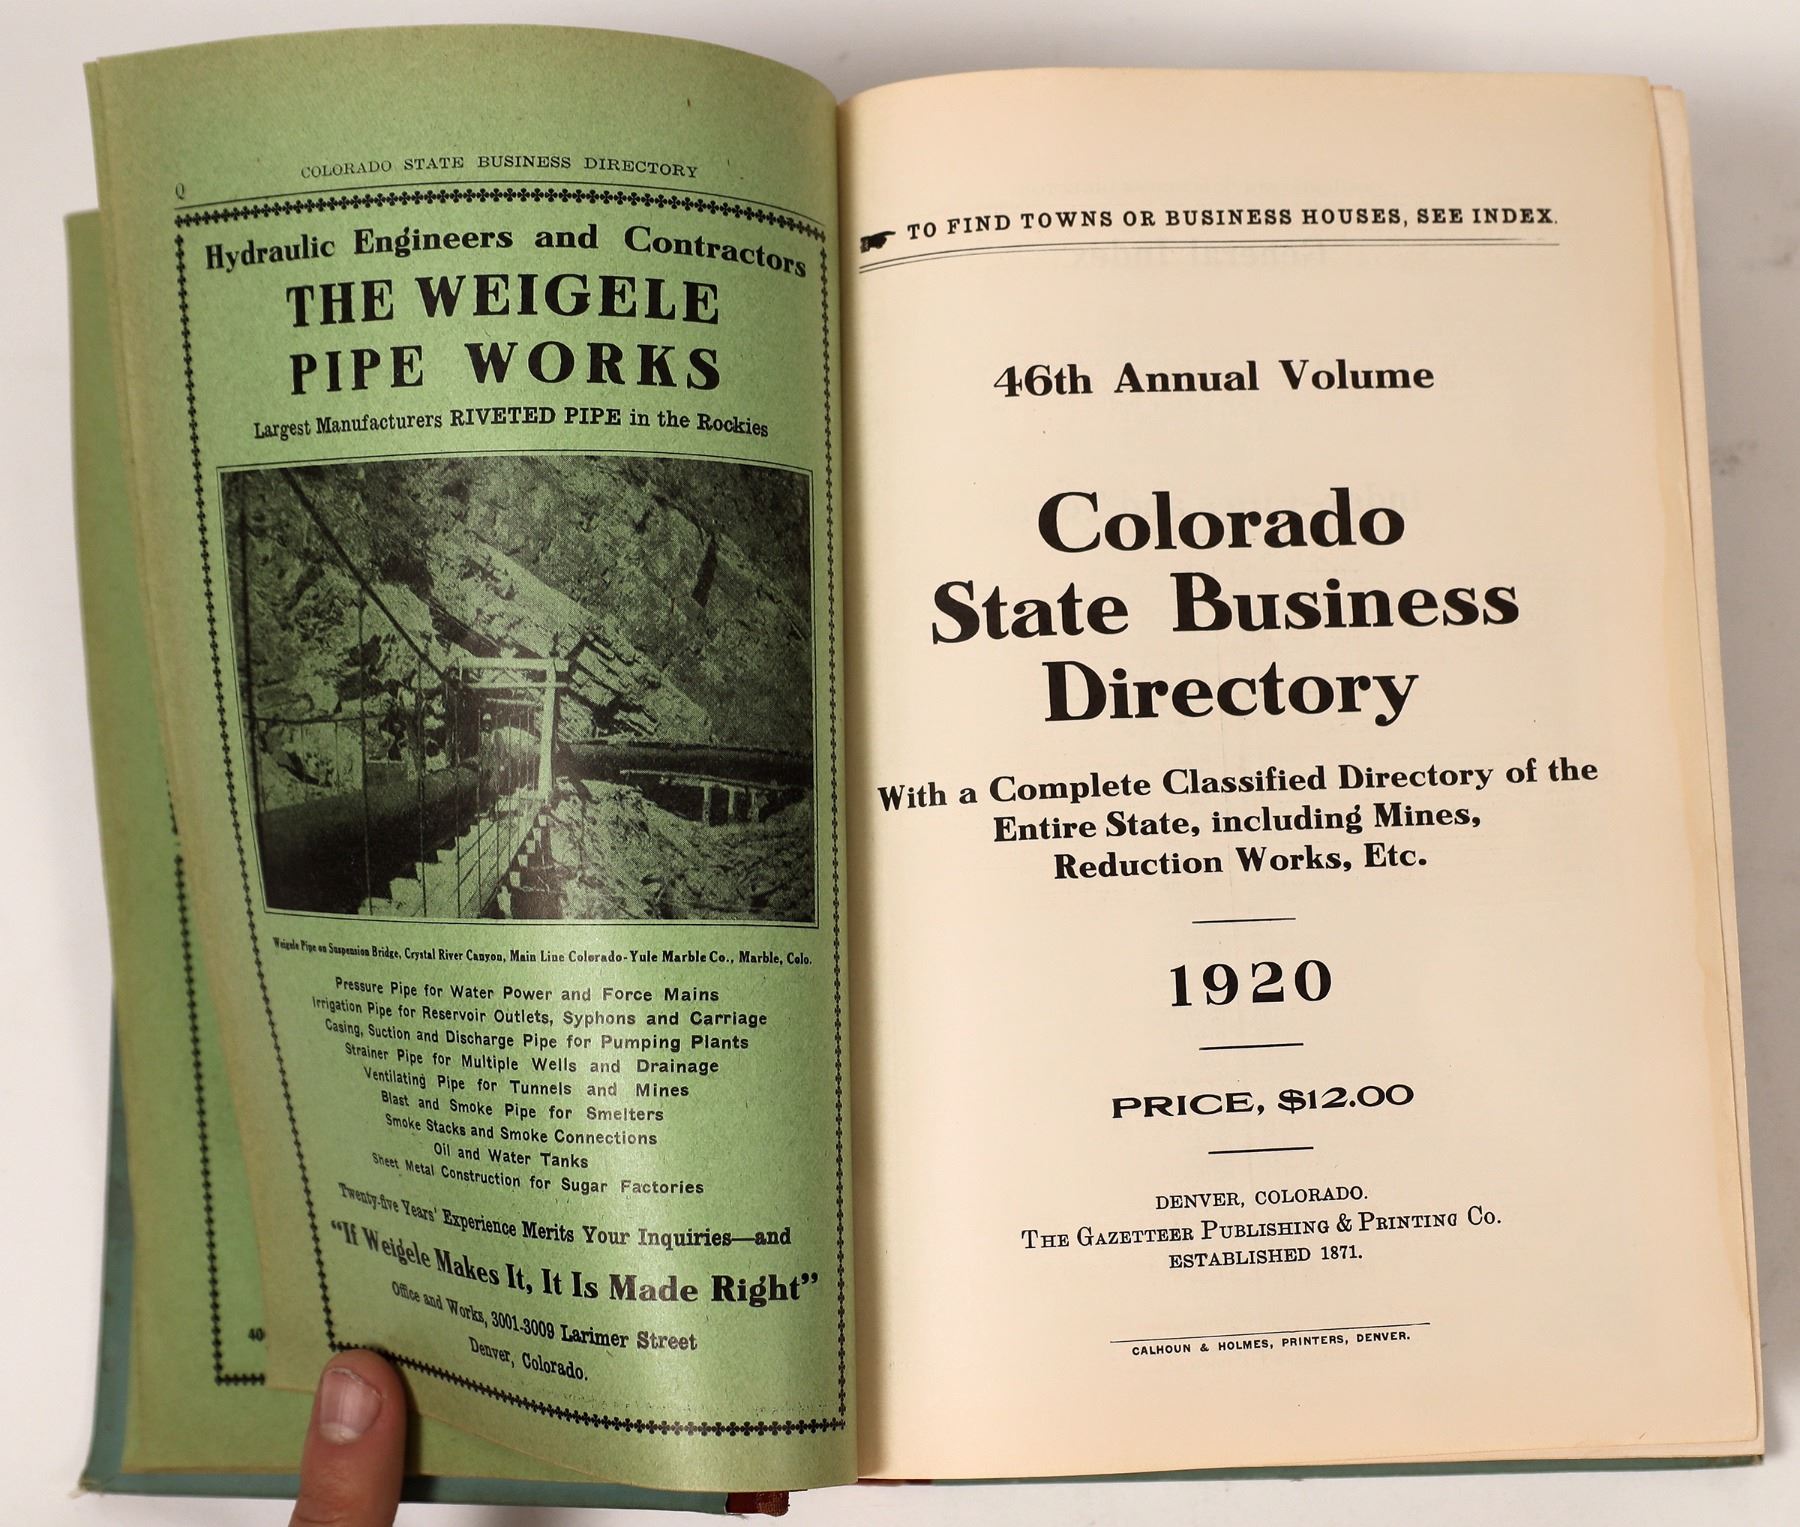 COLORADO STATE BUSINESS DIRECTORY
Q
Hydraulic Engineers and Contractors
THE WEIGELE
PIPE WORKS
Largest Manufacturers RIVETED PIPE in the Rockies
Weigele Pipe on Suspension Bridge, Crystal River Canyon, Main Line Colorado-Yule Marble Co., Marble, Colo.
Pressure Pipe for Water Power and Force Mains
Irrigation Pipe for Reservoir Outlets, Syphons and Carriage
Casing, Suction and Discharge Pipe for Pumping Plants
Strainer Pipe for Multiple Wells and Drainage
Ventilating Pipe for Tunnels and Mines
Blast and Smoke Pipe for Smelters
Smoke Stacks and Smoke Connections
Oil and Water Tanks
Sheet Metal Construction for Sugar Factories
Twenty-five Years' Experience Merits Your Inquiries—and
"If Weigele Makes It, It Is Made Right"
Office and Works, 3001-3009 Larimer Street
Denver, Colorado.
40
TO FIND TOWNS OR BUSINESS HOUSES, SEE INDEX.
46th Annual Volume
Colorado
State Business
Directory
With a Complete Classified Directory of the
Entire State, including Mines,
Reduction Works, Etc.
1920
PRICE, $12.00
DENVER, COLORADO.
THE GAZETTEER PUBLISHING & PRINTING CO.
ESTABLISHED 1871.
CALHOUN & HOLMES, PRINTERS, DENVER.